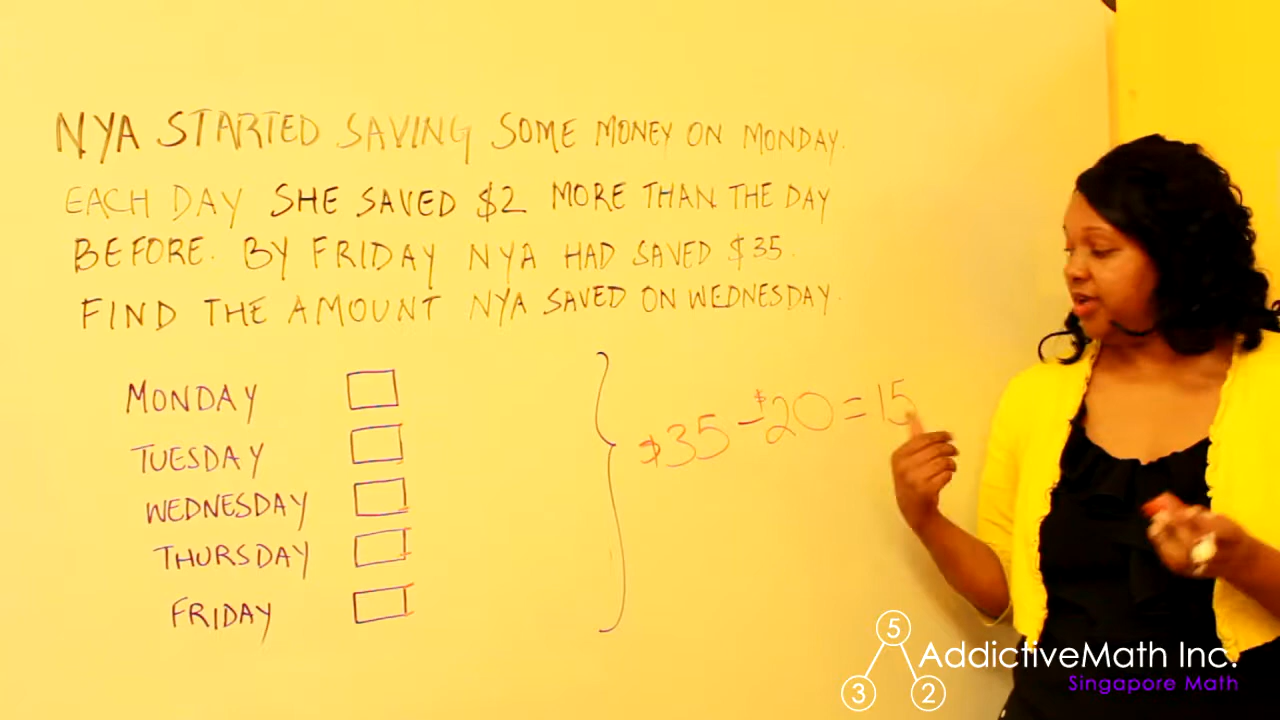 NYA STARTED SAVING SOME MONEY ON MONDAY.
EACH DAY SHE SAVED $2 MORE THAN THE DAY
BEFORE. BY FRIDAY NYA HAD SAVED $35.
FIND THE AMOUNT NYA SAVED ON WEDNESDAY.
MONDAY
TUESDAY
WEDNESDAY
THURSDAY
FRIDAY
$35 - $20 = 15
5
3 2
AddictiveMath Inc.
Singapore Math